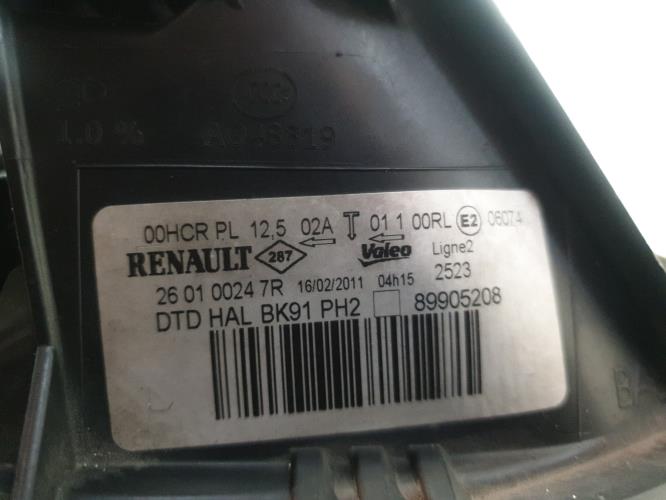 1.0 %
00HCR PL 12,5 02A T 01 1 00RL E2 06074
RENAULT 287 Valeo Ligne2
26 01 0024 7R 16/02/2011 04h15 2523
DTD HAL BK91 PH2 89905208